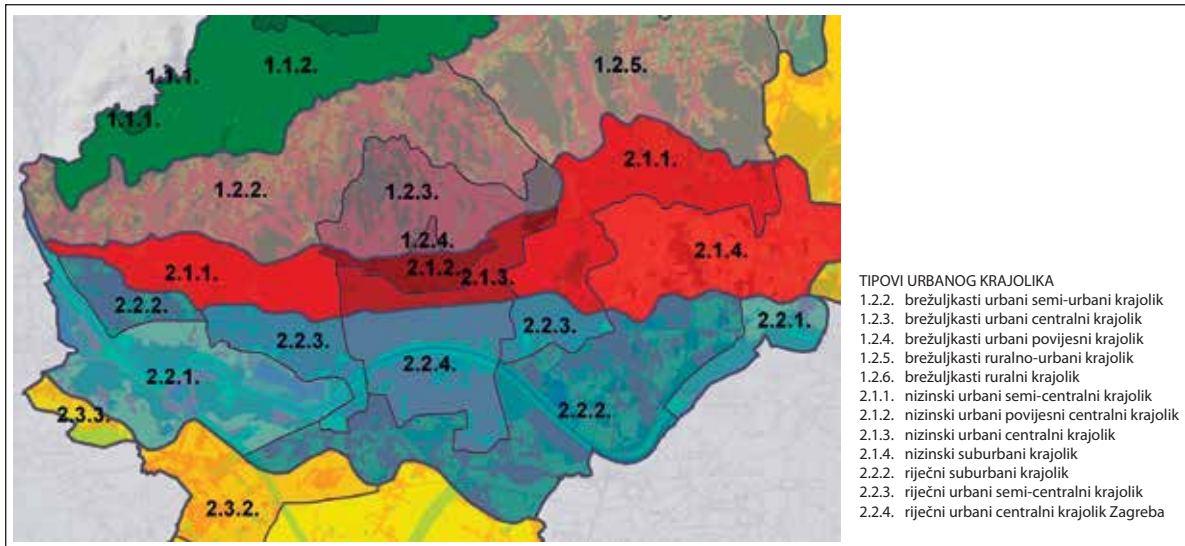 1.1.1.
1.1.2.
1.2.5.
1.1.1.
2.1.1.
1.2.2.
1.2.3.
1.2.4.
2.1.4.
2.1.1.
2.1.2.
2.1.3.
2.2.2.
2.2.3.
2.2.3.
2.2.1.
2.2.1.
2.2.4.
2.2.2.
2.3.3.
2.3.2.
TIPOVI URBANOG KRAJOLIKA
1.2.2. brežuljkasti urbani semi-urbani krajolik
1.2.3. brežuljkasti urbani centralni krajolik
1.2.4. brežuljkasti urbani povijesni krajolik
1.2.5. brežuljkasti ruralno-urbani krajolik
1.2.6. brežuljkasti ruralni krajolik
2.1.1. nizinski urbani semi-centralni krajolik
2.1.2. nizinski urbani povijesni centralni krajolik
2.1.3. nizinski urbani centralni krajolik
2.1.4. nizinski suburbani krajolik
2.2.2. riječni suburbani krajolik
2.2.3. riječni urbani semi-centralni krajolik
2.2.4. riječni urbani centralni krajolik Zagreba